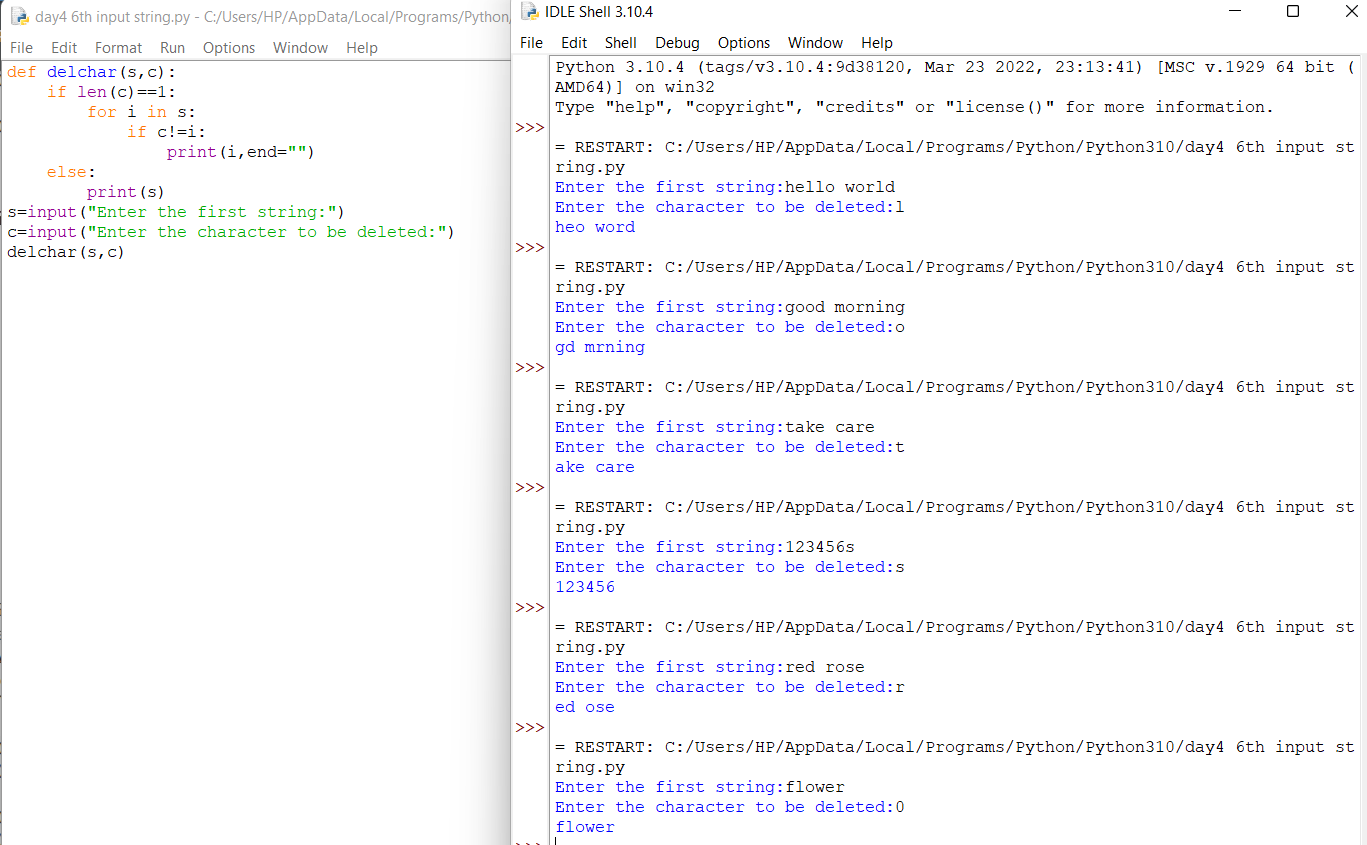 day4 6th input string.py - C:/Users/HP/AppData/Local/Programs/Python,
File Edit Format Run Options Window Help
def delchar(s,c):
    if len(c)==1:
        for i in s:
            if c!=i:
                print(i,end="")
    else:
        print(s)
s=input("Enter the first string:")
c=input("Enter the character to be deleted:")
delchar(s,c)
IDLE Shell 3.10.4
File Edit Shell Debug Options Window Help
Python 3.10.4 (tags/v3.10.4:9d38120, Mar 23 2022, 23:13:41) [MSC v.1929 64 bit (
AMD64)] on win32
Type "help", "copyright", "credits" or "license()" for more information.
>>>
= RESTART: C:/Users/HP/AppData/Local/Programs/Python/Python310/day4 6th input st
ring.py
Enter the first string:hello world
Enter the character to be deleted:l
heo word
>>>
= RESTART: C:/Users/HP/AppData/Local/Programs/Python/Python310/day4 6th input st
ring.py
Enter the first string:good morning
Enter the character to be deleted:o
gd mrning
>>>
= RESTART: C:/Users/HP/AppData/Local/Programs/Python/Python310/day4 6th input st
ring.py
Enter the first string:take care
Enter the character to be deleted:t
ake care
>>>
= RESTART: C:/Users/HP/AppData/Local/Programs/Python/Python310/day4 6th input st
ring.py
Enter the first string:123456s
Enter the character to be deleted:s
123456
>>>
= RESTART: C:/Users/HP/AppData/Local/Programs/Python/Python310/day4 6th input st
ring.py
Enter the first string:red rose
Enter the character to be deleted:r
ed ose
>>>
= RESTART: C:/Users/HP/AppData/Local/Programs/Python/Python310/day4 6th input st
ring.py
Enter the first string:flower
Enter the character to be deleted:0
flower
>>>